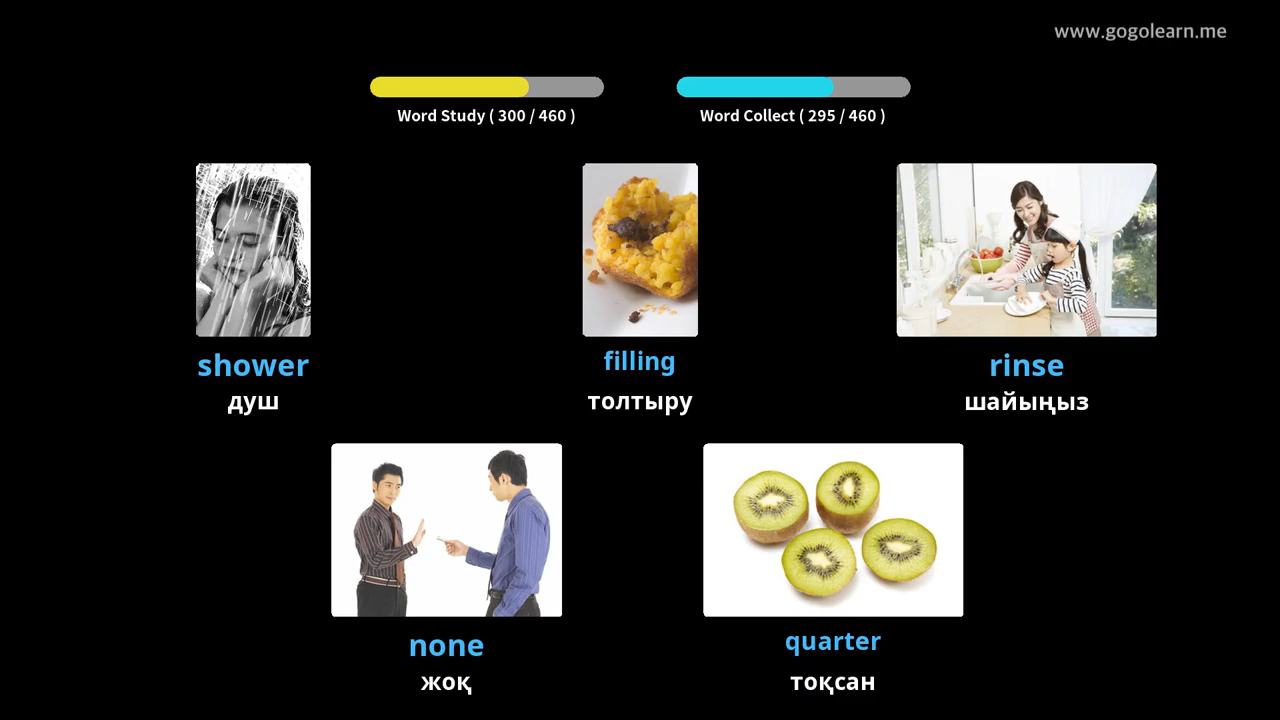 www.gogolearn.me
Word Study ( 300 / 460 )
Word Collect ( 295 / 460 )
shower
душ
filling
толтыру
rinse
шайыңыз
none
жоқ
quarter
тоқсан